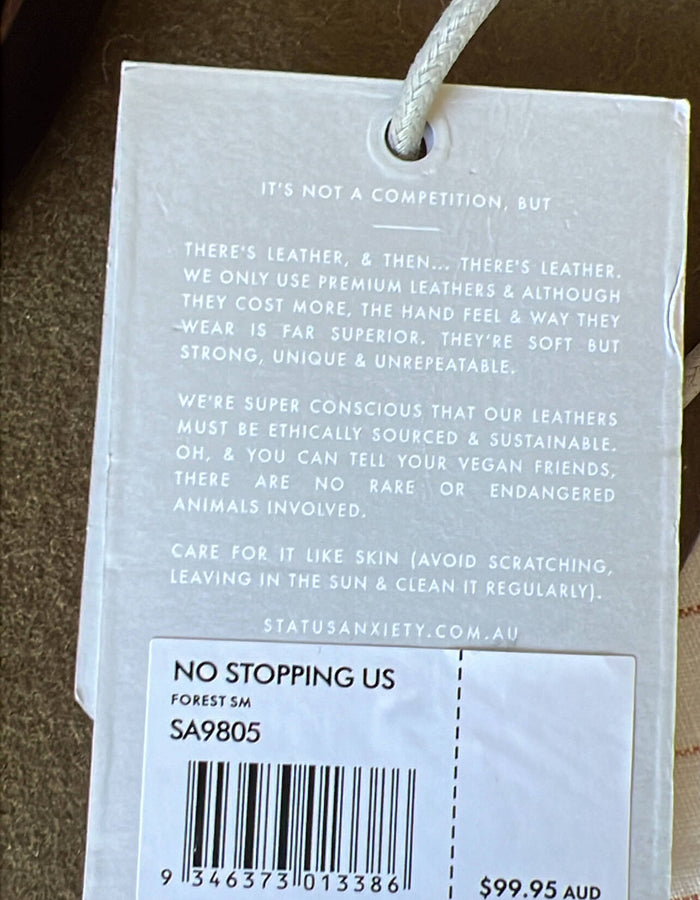 IT'S NOT A COMPETITION, BUT
THERE'S LEATHER, & THEN... THERE'S LEATHER.
WE ONLY USE PREMIUM LEATHERS & ALTHOUGH
THEY COST MORE, THE HAND FEEL & WAY THEY
WEAR IS FAR SUPERIOR. THEY'RE SOFT BUT
STRONG, UNIQUE & UNREPEATABLE.
WE'RE SUPER CONSCIOUS THAT OUR LEATHERS
MUST BE ETHICALLY SOURCED & SUSTAINABLE.
OH, & YOU CAN TELL YOUR VEGAN FRIENDS,
THERE ARE NO RARE OR ENDANGERED
ANIMALS INVOLVED.
CARE FOR IT LIKE SKIN (AVOID SCRATCHING,
LEAVING IN THE SUN & CLEAN IT REGULARLY).
STATUSANXIETY.COM.AU
NO STOPPING US
FOREST SM
SA9805
9 346373 013386
$99.95 AUD